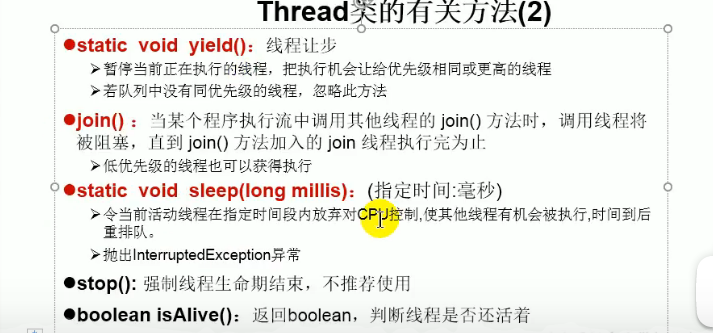 Thread类的有关方法(2)
●static void yield()：线程让步
➢暂停当前正在执行的线程，把执行机会让给优先级相同或更高的线程
➢若队列中没有同优先级的线程，忽略此方法
●join() ：当某个程序执行流中调用其他线程的 join() 方法时，调用线程将
被阻塞，直到 join() 方法加入的 join 线程执行完为止
➢低优先级的线程也可以获得执行
●static void sleep(long millis)：(指定时间:毫秒)
➢令当前活动线程在指定时间段内放弃对CPU控制,使其他线程有机会被执行,时间到后
重排队。
➢抛出InterruptedException异常
●stop(): 强制线程生命期结束，不推荐使用
●boolean isAlive()：返回boolean，判断线程是否还活着